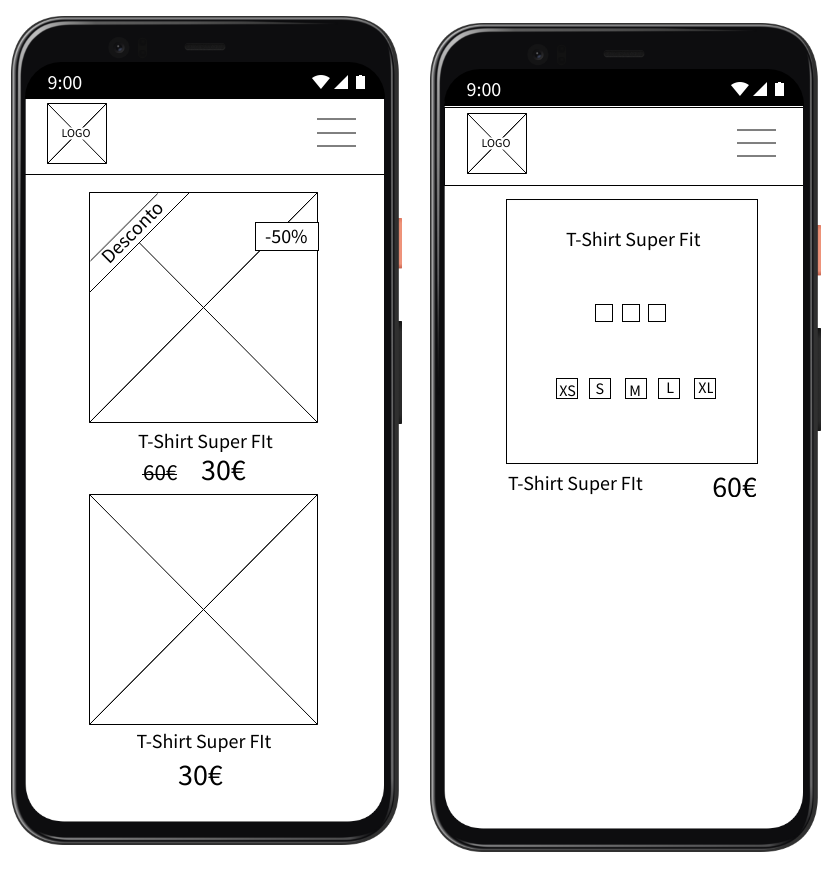 9:00
LOGO
Desconto
-50%
T-Shirt Super FIt
60€ 30€
T-Shirt Super FIt
30€
9:00
LOGO
T-Shirt Super Fit
XS S M L XL
T-Shirt Super FIt 60€